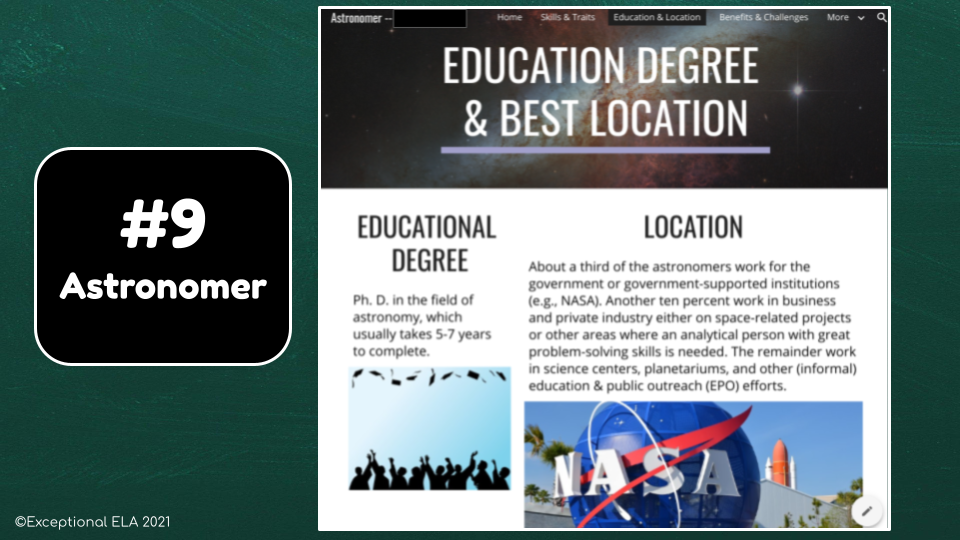 Astronomer --
Home
Skills & Traits
Education & Location
Benefits & Challenges
More
EDUCATION DEGREE
& BEST LOCATION
#9
Astronomer
EDUCATIONAL
DEGREE
Ph. D. in the field of
astronomy, which
usually takes 5-7 years
to complete.
LOCATION
About a third of the astronomers work for the
government or government-supported institutions
(e.g., NASA). Another ten percent work in business
and private industry either on space-related projects
or other areas where an analytical person with great
problem-solving skills is needed. The remainder work
in science centers, planetariums, and other (informal)
education & public outreach (EPO) efforts.
NASA
©Exceptional ELA 2021